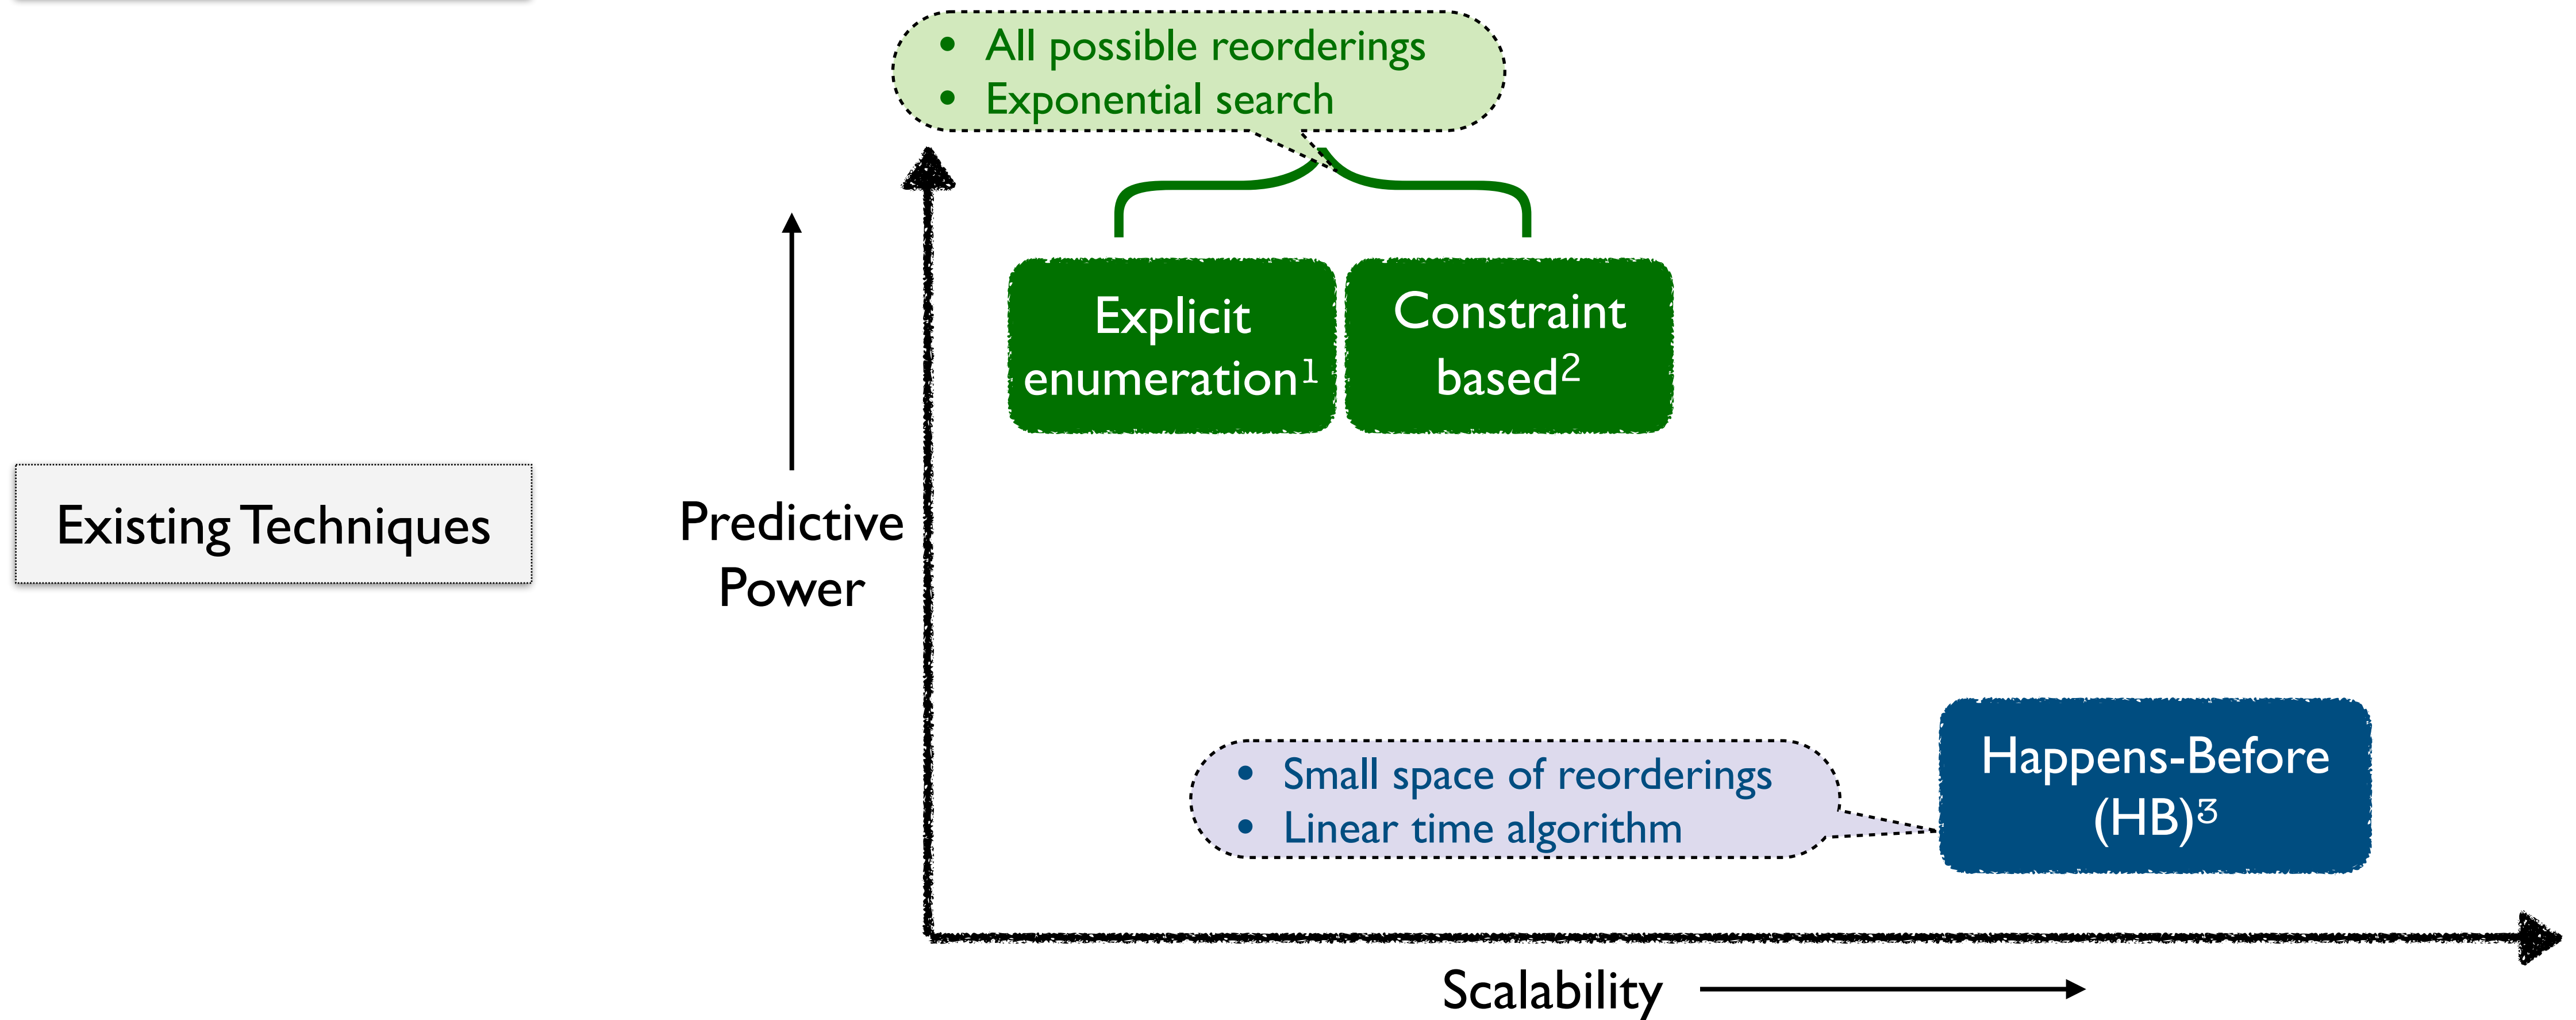 • All possible reorderings
• Exponential search
Explicit
enumeration¹
Constraint
based²
Existing Techniques
Predictive
Power
• Small space of reorderings
• Linear time algorithm
Happens-Before
(HB)³
Scalability